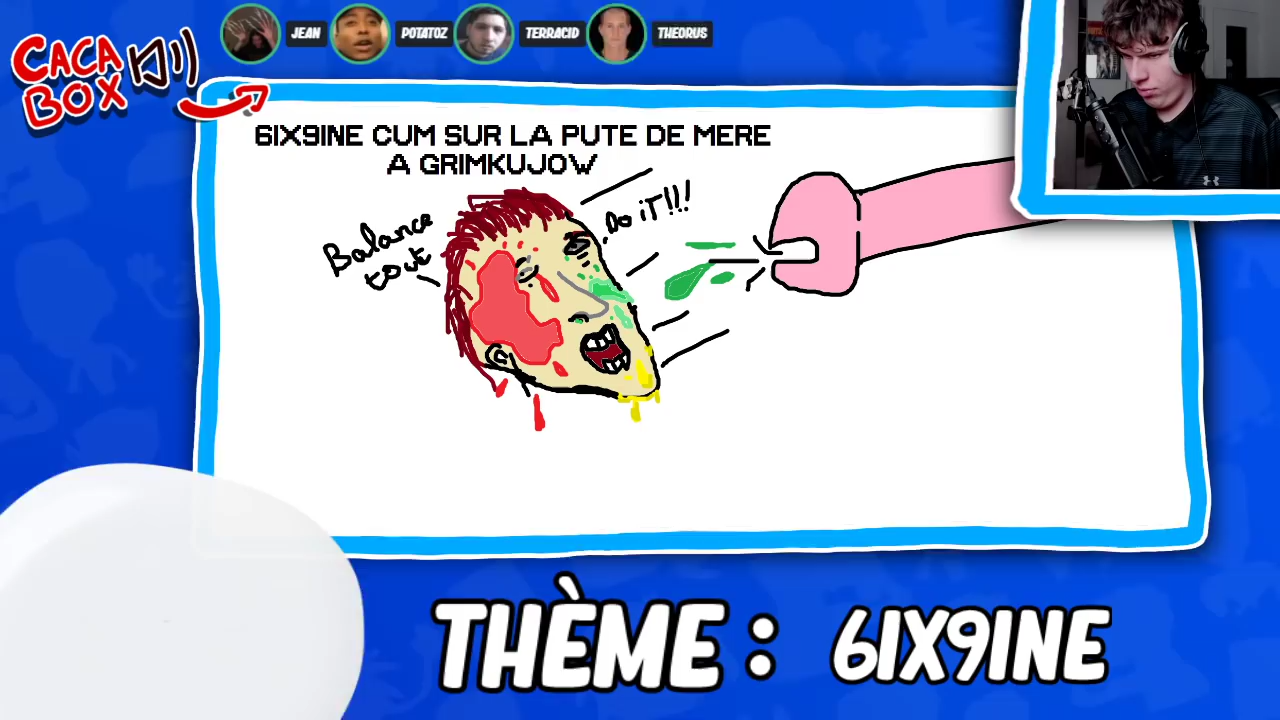 CACA
BOX
JEAN
POTATOZ
TERRACID
THEORUS
6IX9INE CUM SUR LA PUTE DE MERE
A GRIMKUJOW
Balance
tout
Do iT!!!
THÈME : 6IX9INE